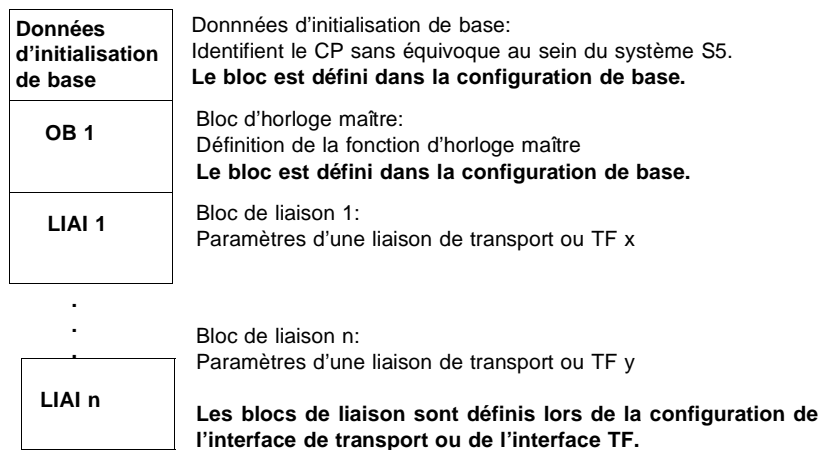 Données
d’initialisation
de base
Donnnées d’initialisation de base:
Identifient le CP sans équivoque au sein du système S5.
Le bloc est défini dans la configuration de base.
OB 1
Bloc d’horloge maître:
Définition de la fonction d’horloge maître
Le bloc est défini dans la configuration de base.
LIAI 1
Bloc de liaison 1:
Paramètres d’une liaison de transport ou TF x
.
.
.
Bloc de liaison n:
Paramètres d’une liaison de transport ou TF y
LIAI n
Les blocs de liaison sont définis lors de la configuration de
l’interface de transport ou de l’interface TF.